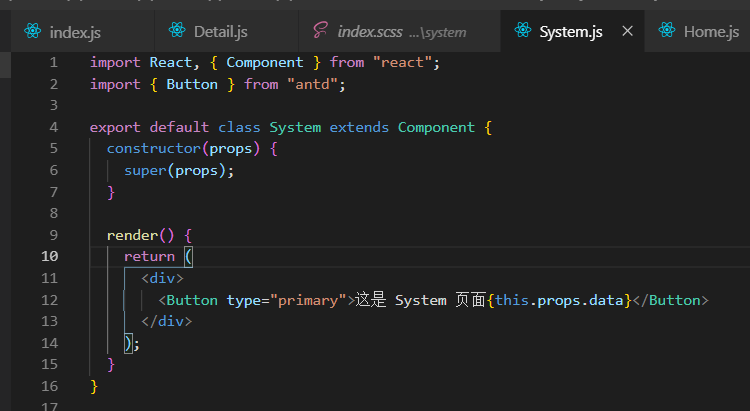 index.js Detail.js index.scss ...\system System.js Home.js
1 import React, { Component } from "react";
2 import { Button } from "antd";
3
4 export default class System extends Component {
5 constructor(props) {
6 super(props);
7 }
8
9 render() {
10 return (
11 <div>
12 <Button type="primary">这是 System 页面{this.props.data}</Button>
13 </div>
14 );
15 }
16 }
17